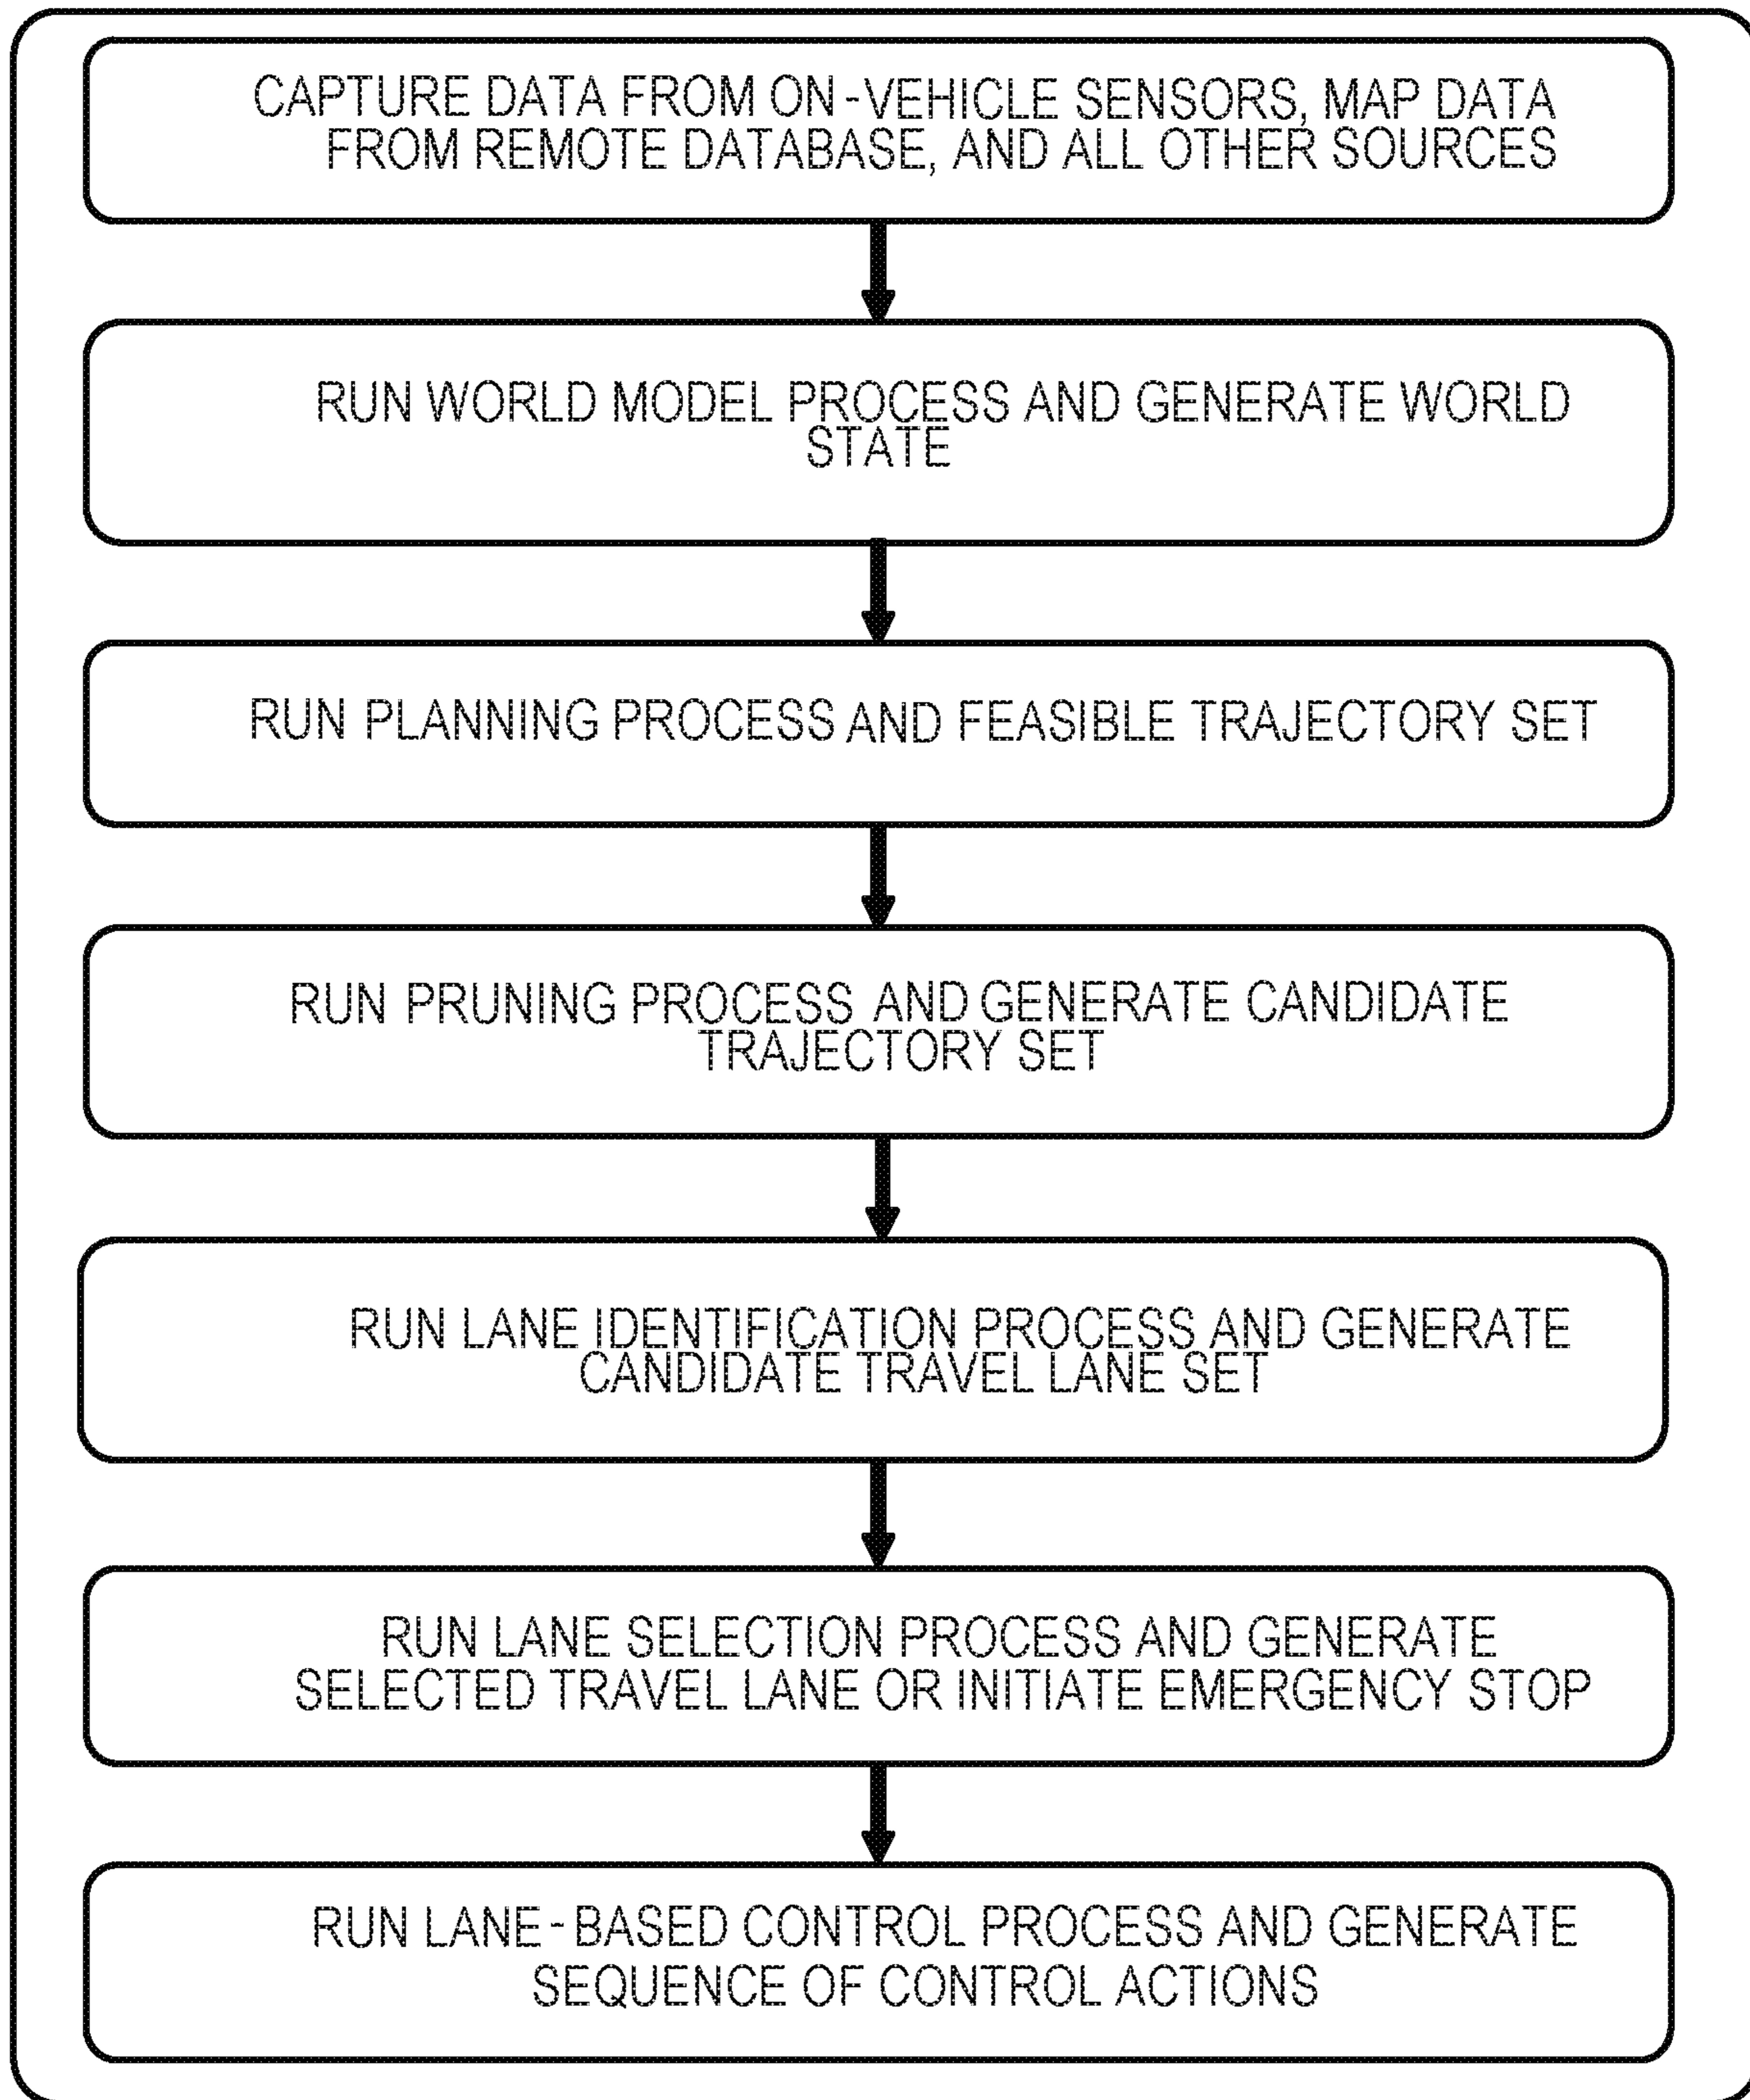 CAPTURE DATA FROM ON-VEHICLE SENSORS, MAP DATA
FROM REMOTE DATABASE, AND ALL OTHER SOURCES
RUN WORLD MODEL PROCESS AND GENERATE WORLD
STATE
RUN PLANNING PROCESS AND FEASIBLE TRAJECTORY SET
RUN PRUNING PROCESS AND GENERATE CANDIDATE
TRAJECTORY SET
RUN LANE IDENTIFICATION PROCESS AND GENERATE
CANDIDATE TRAVEL LANE SET
RUN LANE SELECTION PROCESS AND GENERATE
SELECTED TRAVEL LANE OR INITIATE EMERGENCY STOP
RUN LANE-BASED CONTROL PROCESS AND GENERATE
SEQUENCE OF CONTROL ACTIONS